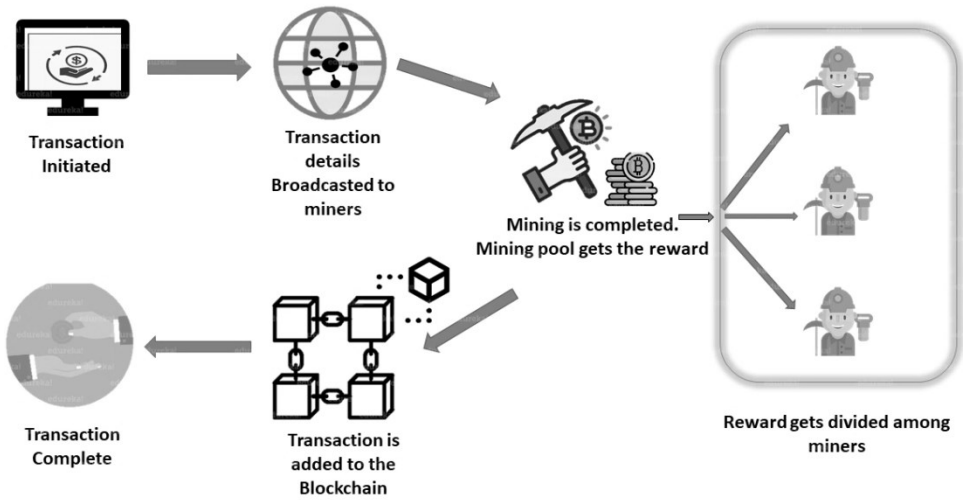 Transaction
Initiated
Transaction
details
Broadcasted to
miners
Mining is completed.
Mining pool gets the reward
Reward gets divided among
miners
Transaction is
added to the
Blockchain
Transaction
Complete
edureka!